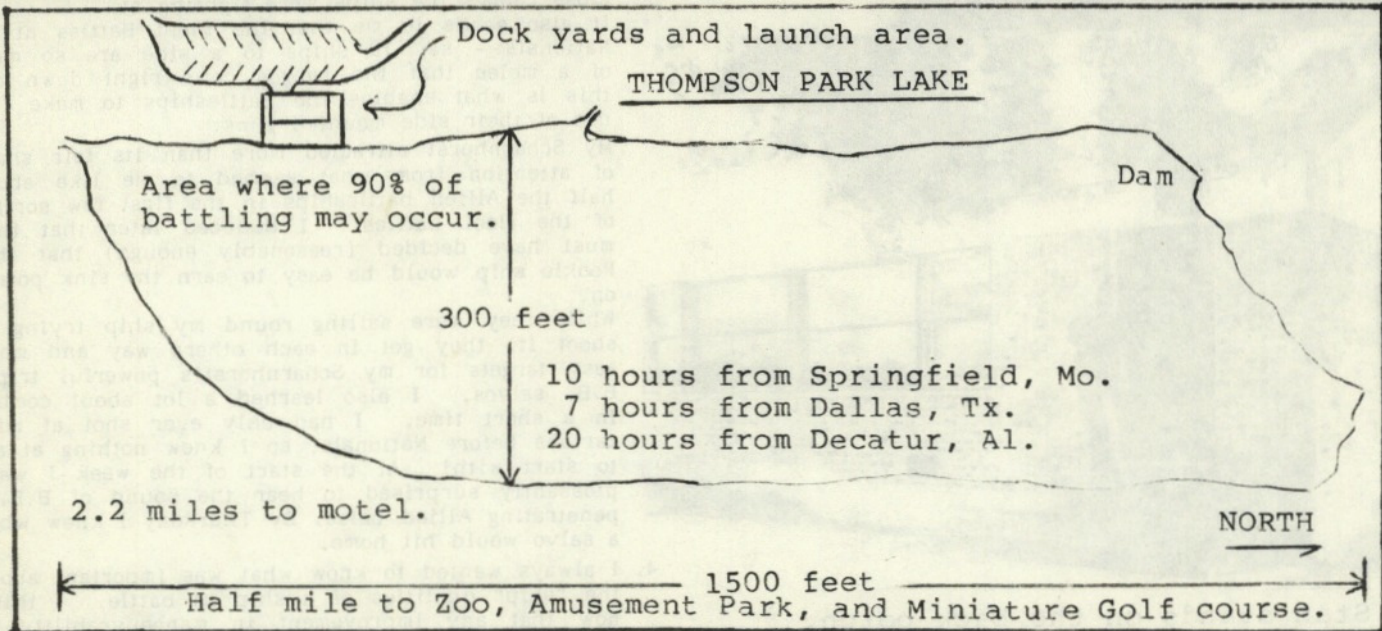 Dock yards and launch area.
THOMPSON PARK LAKE
Dam
Area where 90% of
battling may occur.
300 feet
10 hours from Springfield, Mo.
7 hours from Dallas, Tx.
20 hours from Decatur, Al.
2.2 miles to motel.
NORTH
1500 feet
Half mile to Zoo, Amusement Park, and Miniature Golf course.